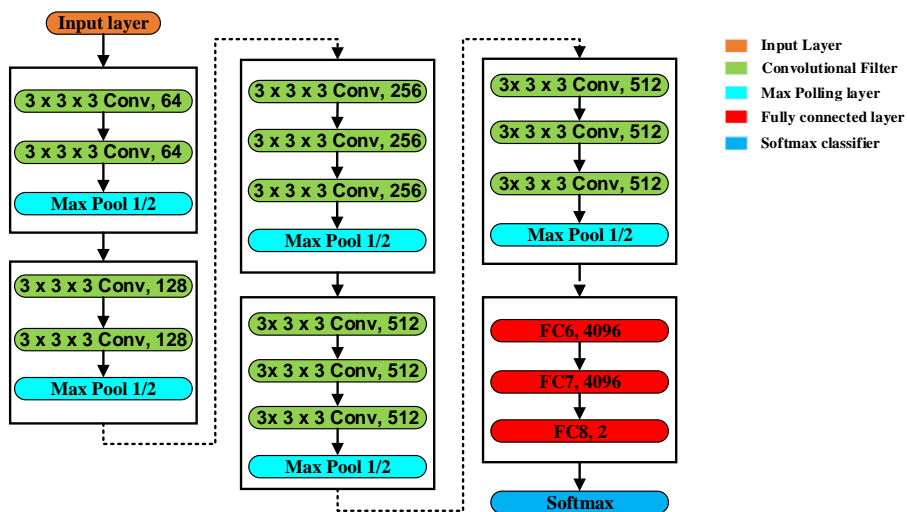 Input layer
3 x 3 x 3 Conv, 64
3 x 3 x 3 Conv, 64
Max Pool 1/2
3 x 3 x 3 Conv, 128
3 x 3 x 3 Conv, 128
Max Pool 1/2
3 x 3 x 3 Conv, 256
3 x 3 x 3 Conv, 256
3 x 3 x 3 Conv, 256
Max Pool 1/2
3x 3 x 3 Conv, 512
3x 3 x 3 Conv, 512
3x 3 x 3 Conv, 512
Max Pool 1/2
3x 3 x 3 Conv, 512
3x 3 x 3 Conv, 512
3x 3 x 3 Conv, 512
Max Pool 1/2
FC6, 4096
FC7, 4096
FC8, 2
Softmax
Input Layer
Convolutional Filter
Max Polling layer
Fully connected layer
Softmax classifier